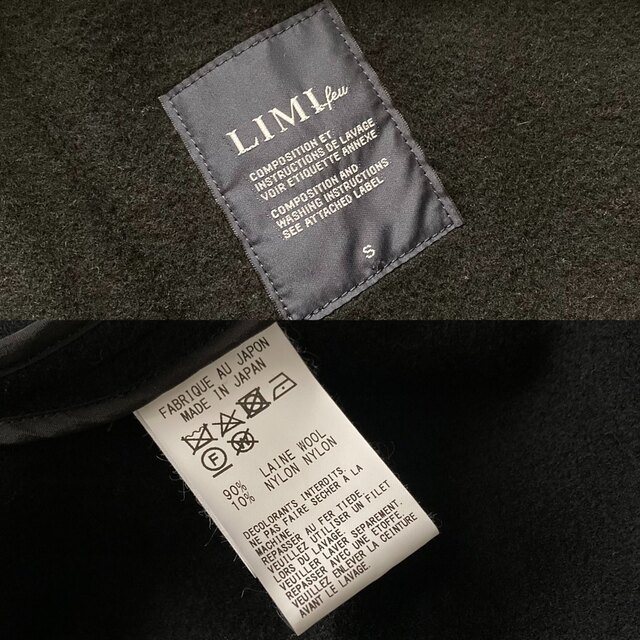 LIMI feu
COMPOSITION ET
INSTRUCTIONS DE LAVAGE
VOIR ETIQUETTE ANNEXE
COMPOSITION AND
WASHING INSTRUCTIONS
SEE ATTACHED LABEL
S
FABRIQUE AU JAPON
MADE IN JAPAN
F
90% LAINE WOOL
10% NYLON NYLON
DECOLORANTS INTERDITS.
NE PAS FAIRE SÉCHER À LA
MACHINE.
REPASSER AU FER TIEDE
VEUILLEZ UTILISER UN FILET
LORS DU LAVAGE.
VEUILLEZ LAVER SEPAREMENT.
REPASSER AVEC UNE ETOFFE.
VEUILLEZ ENLIER LA CEINTURE
AVANT LE LAVAGE.